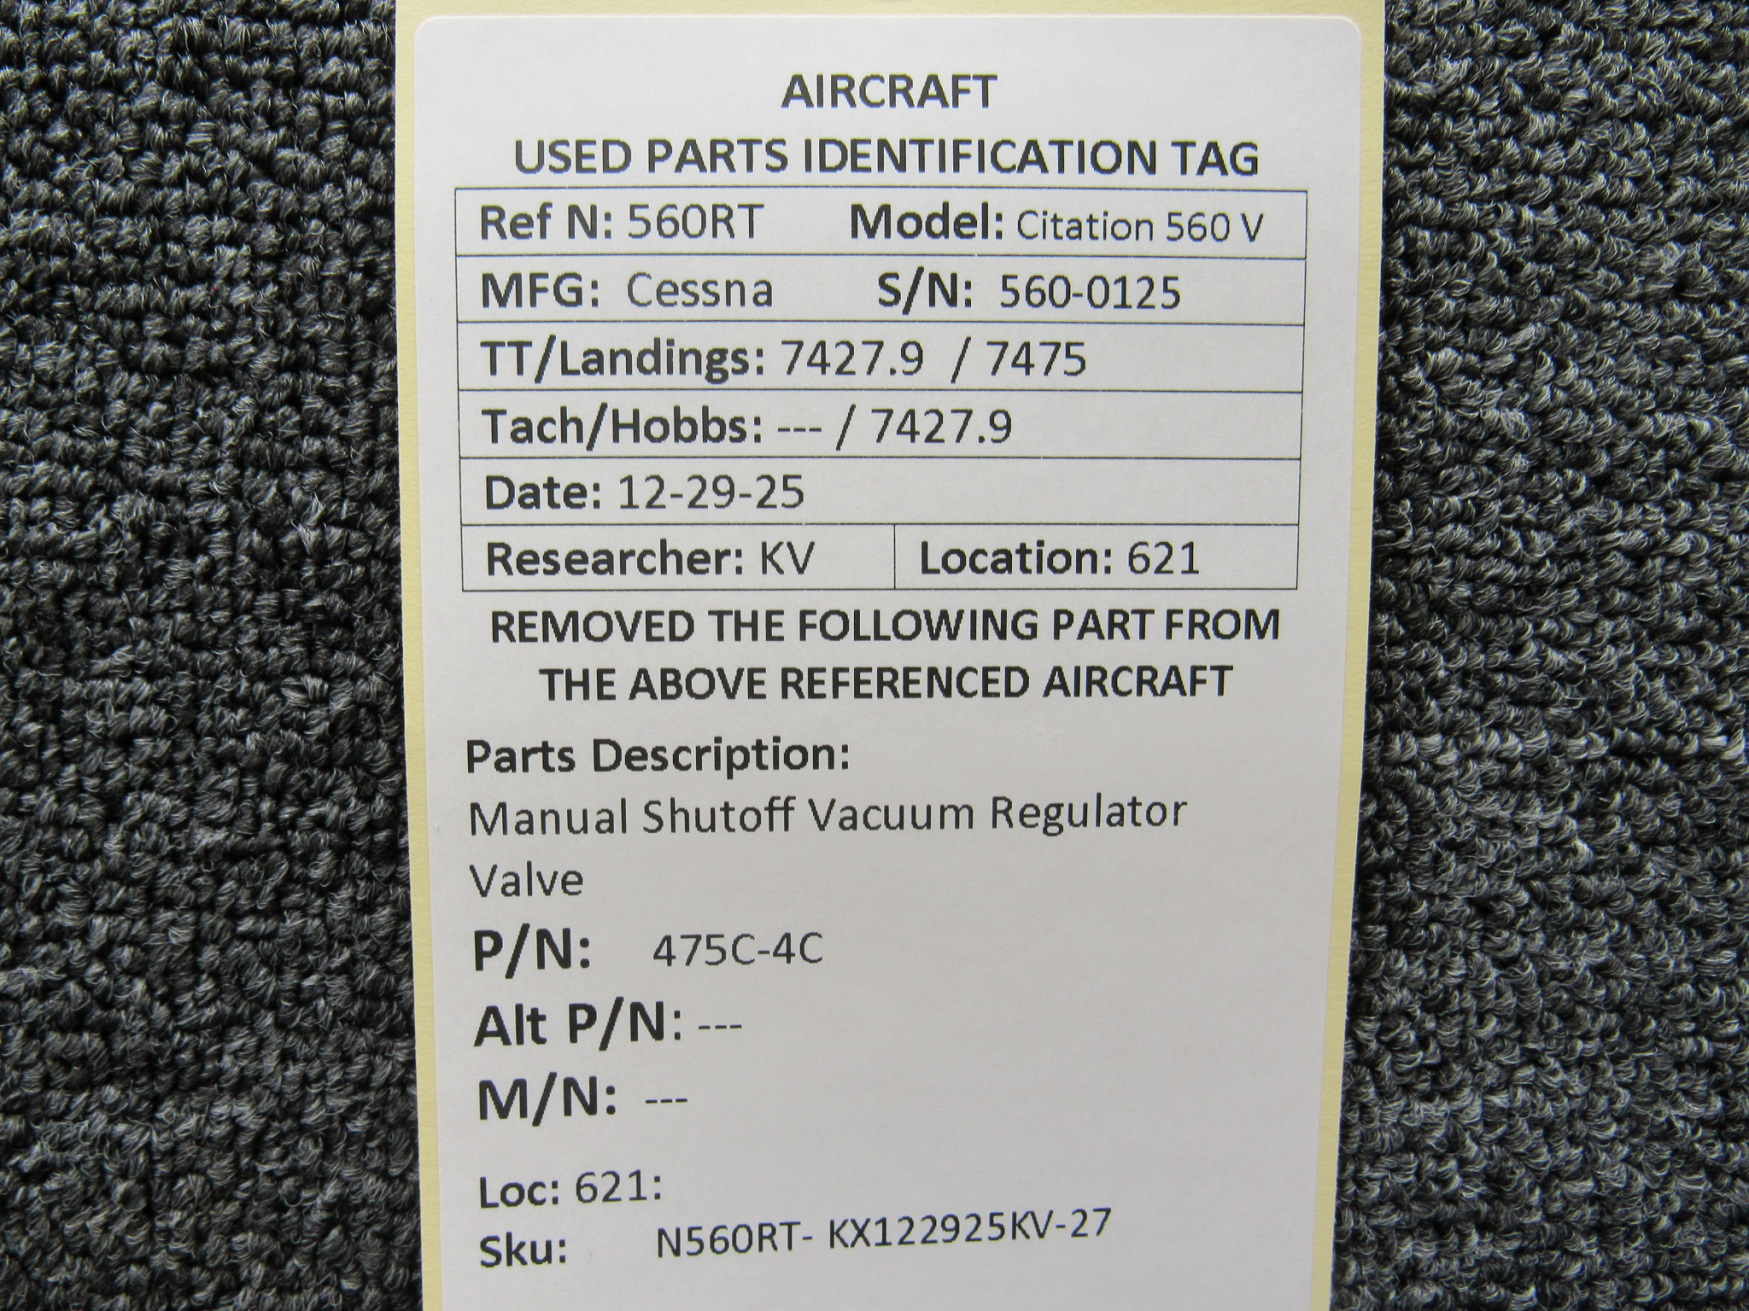 AIRCRAFT
USED PARTS IDENTIFICATION TAG
Ref N: 560RT Model: Citation 560 V
MFG: Cessna S/N: 560-0125
TT/Landings: 7427.9 / 7475
Tach/Hobbs: --- / 7427.9
Date: 12-29-25
Researcher: KV Location: 621
REMOVED THE FOLLOWING PART FROM
THE ABOVE REFERENCED AIRCRAFT
Parts Description:
Manual Shutoff Vacuum Regulator
Valve
P/N: 475C-4C
Alt P/N: ---
M/N: ---
Loc: 621:
Sku: N560RT- KX122925KV-27